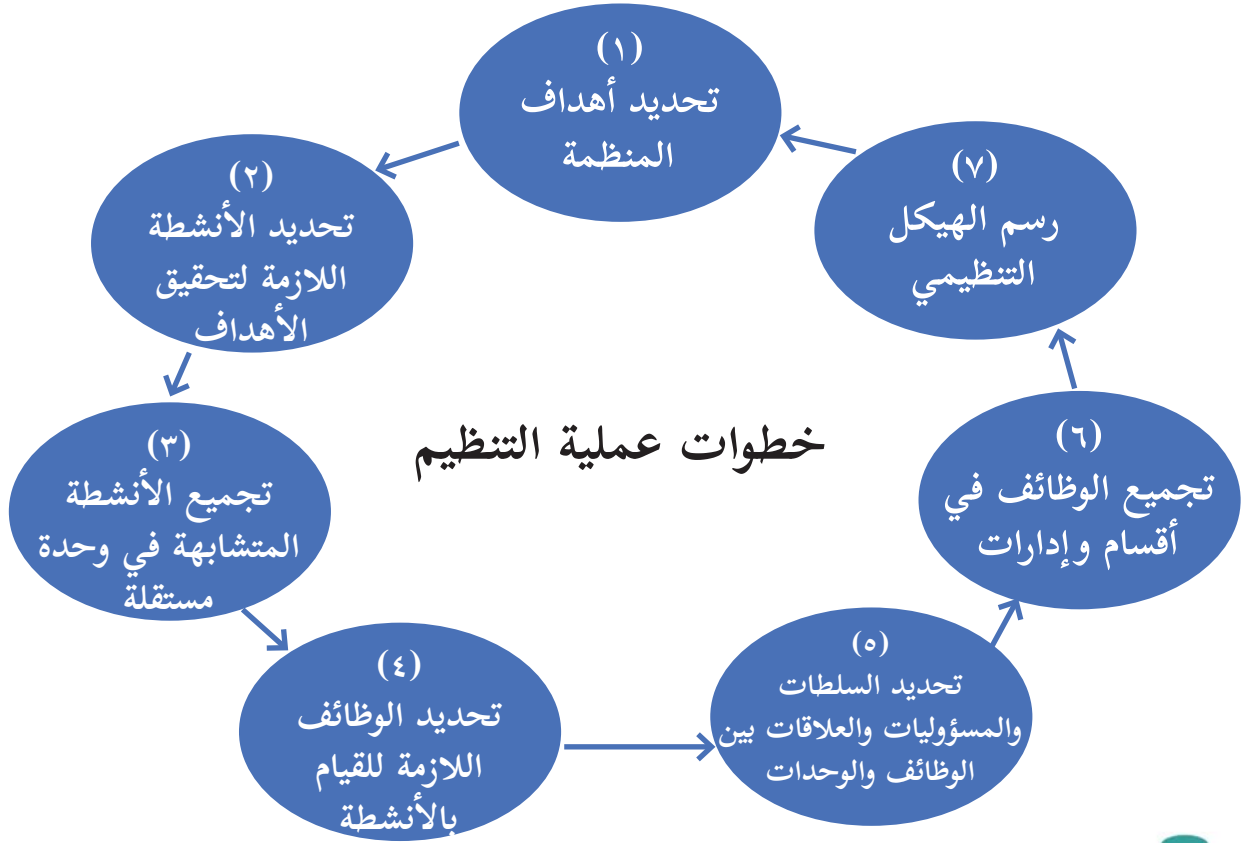 (١)
تحديد أهداف
المنظمة
(٢)
تحديد الأنشطة
اللازمة لتحقيق
الأهداف
(٣)
تجميع الأنشطة
المتشابهة في وحدة
مستقلة
(٤)
تحديد الوظائف
اللازمة للقيام
بالأنشطة
(٥)
تحديد السلطات
والمسؤوليات والعلاقات بين
الوظائف والوحدات
(٦)
تجميع الوظائف في
أقسام وإدارات
(٧)
رسم الهيكل
التنظيمي
خطوات عملية التنظيم